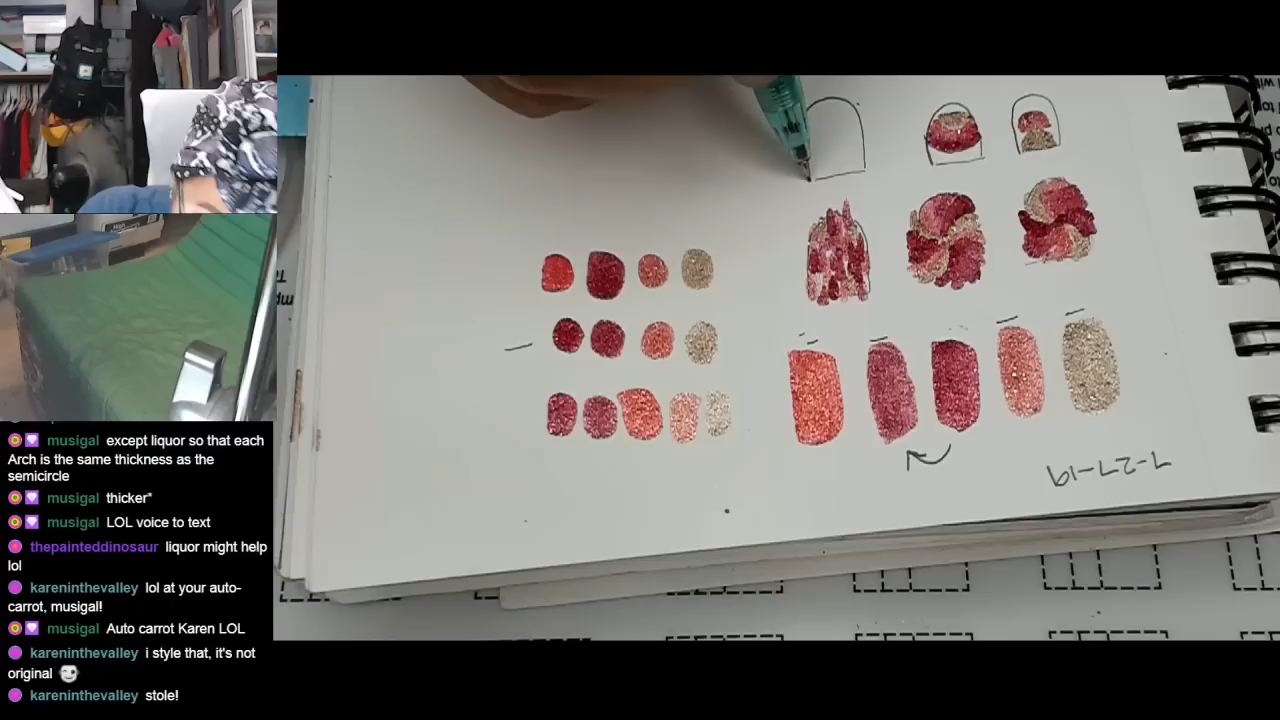 musigal except liquor so that each
Arch is the same thickness as the
semicircle
musigal thicker*
musigal LOL voice to text
thepainteddinosaur liquor might help
lol
kareninthevalley lol at your auto-
carrot, musigal!
musigal Auto carrot Karen LOL
kareninthevalley i style that, it's not
original
kareninthevalley stole!
7-27-19